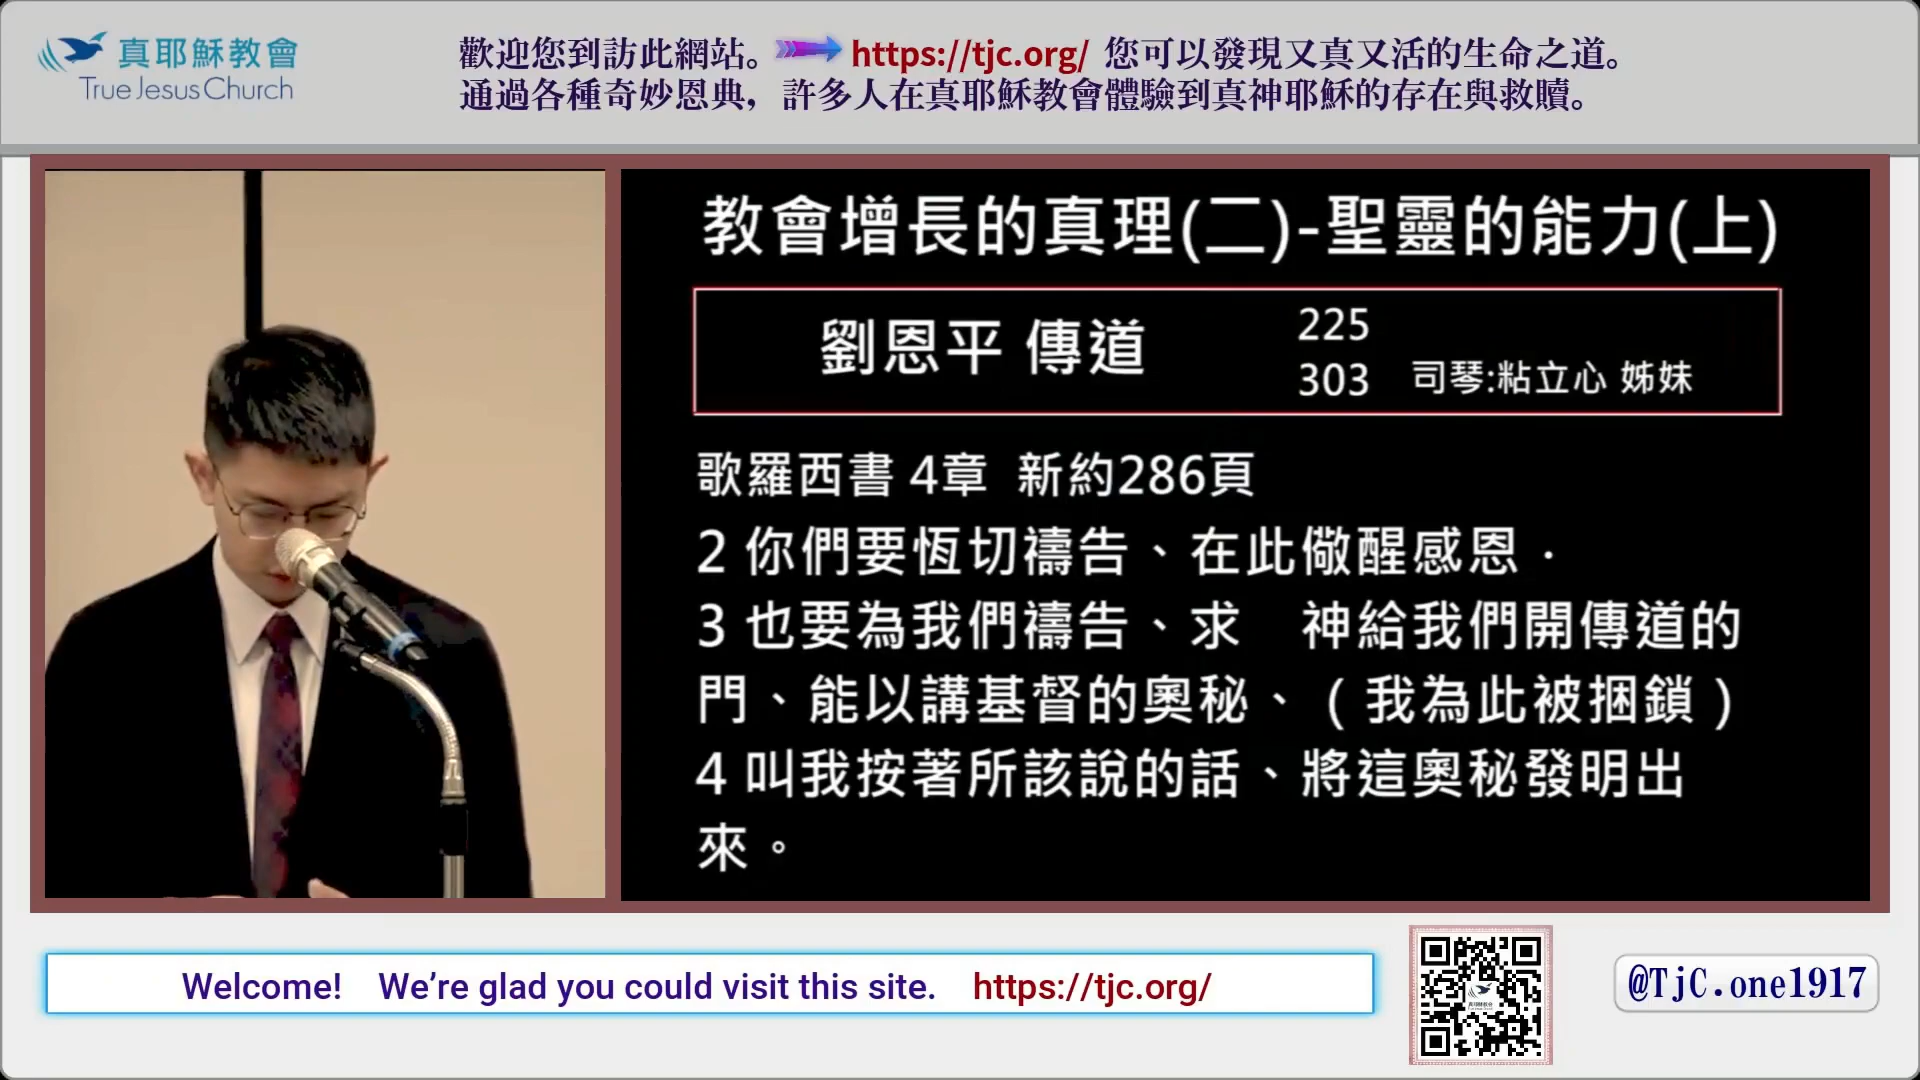 真耶穌教會
True Jesus Church
歡迎您到訪此網站。 https://tjc.org/ 您可以發現又真又活的生命之道。
通過各種奇妙恩典，許多人在真耶穌教會體驗到真神耶穌的存在與救贖。
教會增長的真理(二)-聖靈的能力(上)
劉恩平 傳道
225
303 司琴:粘立心 姊妹
歌羅西書 4章 新約286頁
2 你們要恆切禱告、在此儆醒感恩．
3 也要為我們禱告、求　神給我們開傳道的
門、能以講基督的奧秘、（我為此被捆鎖）
4 叫我按著所該說的話、將這奧秘發明出
來。
Welcome! We’re glad you could visit this site. https://tjc.org/
@TjC.one1917